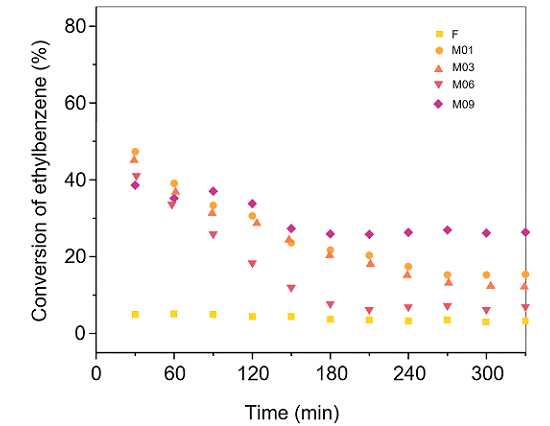 Conversion of ethylbenzene (%)
80
60
40
20
0
F
M01
M03
M06
M09
0 60 120 180 240 300
Time (min)